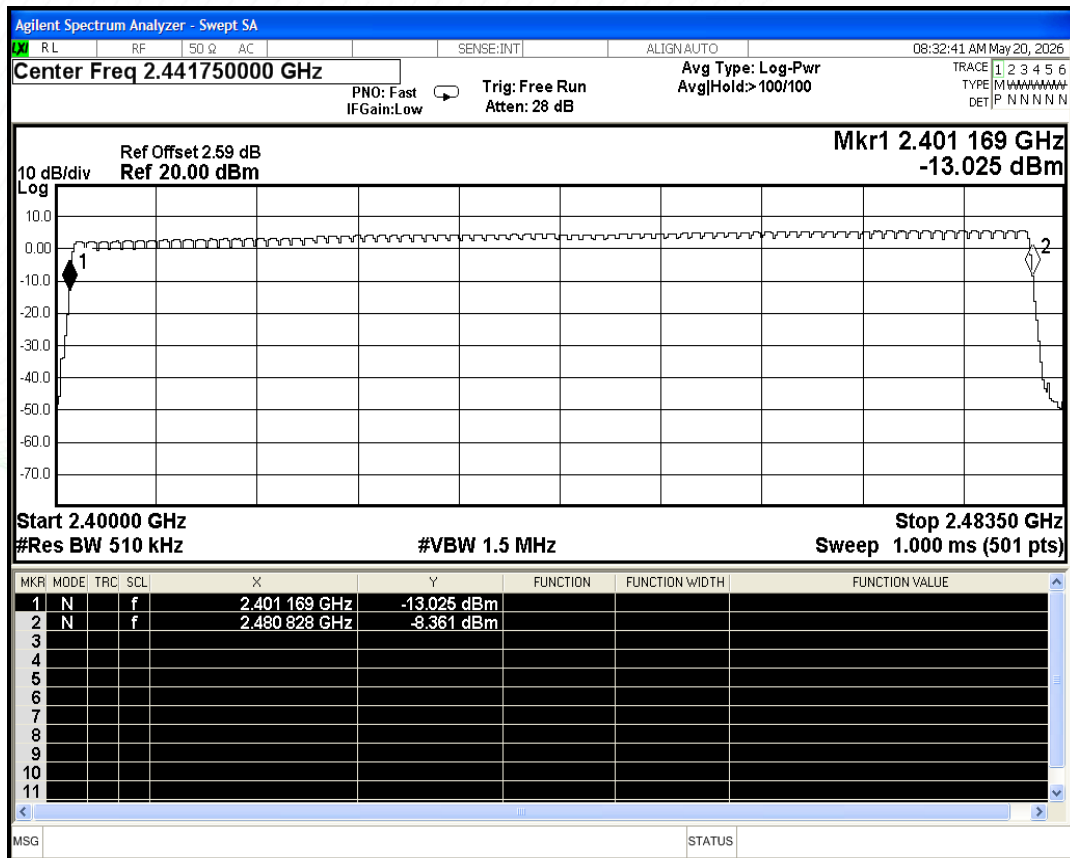 Agilent Spectrum Analyzer - Swept SA
LXI RL RF 50 Ω AC SENSE:INT ALIGN AUTO 08:32:41 AM May 20, 2026
Center Freq 2.441750000 GHz
PNO: Fast
IFGain:Low
Trig: Free Run
Atten: 28 dB
Avg Type: Log-Pwr
Avg|Hold:>100/100
TRACE 1 2 3 4 5 6
TYPE M WWWWW
DET P N N N N N
Mkr1 2.401 169 GHz
-13.025 dBm
Ref Offset 2.59 dB
10 dB/div Ref 20.00 dBm
Log
10.0
0.00
-10.0
-20.0
-30.0
-40.0
-50.0
-60.0
-70.0
1
2
Start 2.40000 GHz Stop 2.48350 GHz
#Res BW 510 kHz #VBW 1.5 MHz Sweep 1.000 ms (501 pts)
MKR MODE TRC SCL X Y FUNCTION FUNCTION WIDTH FUNCTION VALUE
1 N f 2.401 169 GHz -13.025 dBm
2 N f 2.480 828 GHz -8.361 dBm
3
4
5
6
7
8
9
10
11
MSG STATUS